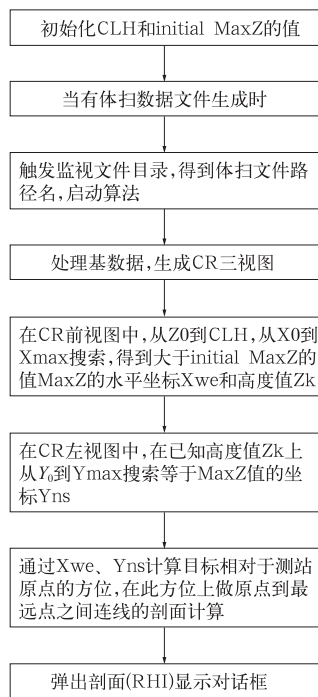 初始化CLH和initial MaxZ的值
当有体扫数据文件生成时
触发监视文件目录,得到体扫文件路
径名,启动算法
处理基数据,生成CR三视图
在CR前视图中,从Z0到CLH,从X0到
Xmax搜索,得到大于initial MaxZ的
值MaxZ的水平坐标Xwe和高度值Zk
在CR左视图中,在已知高度值Zk上
从Y₀到Ymax搜索等于MaxZ值的坐
标Yns
通过Xwe、Yns计算目标相对于测站
原点的方位,在此方位上做原点到最
远点之间连线的剖面计算
弹出剖面(RHI)显示对话框